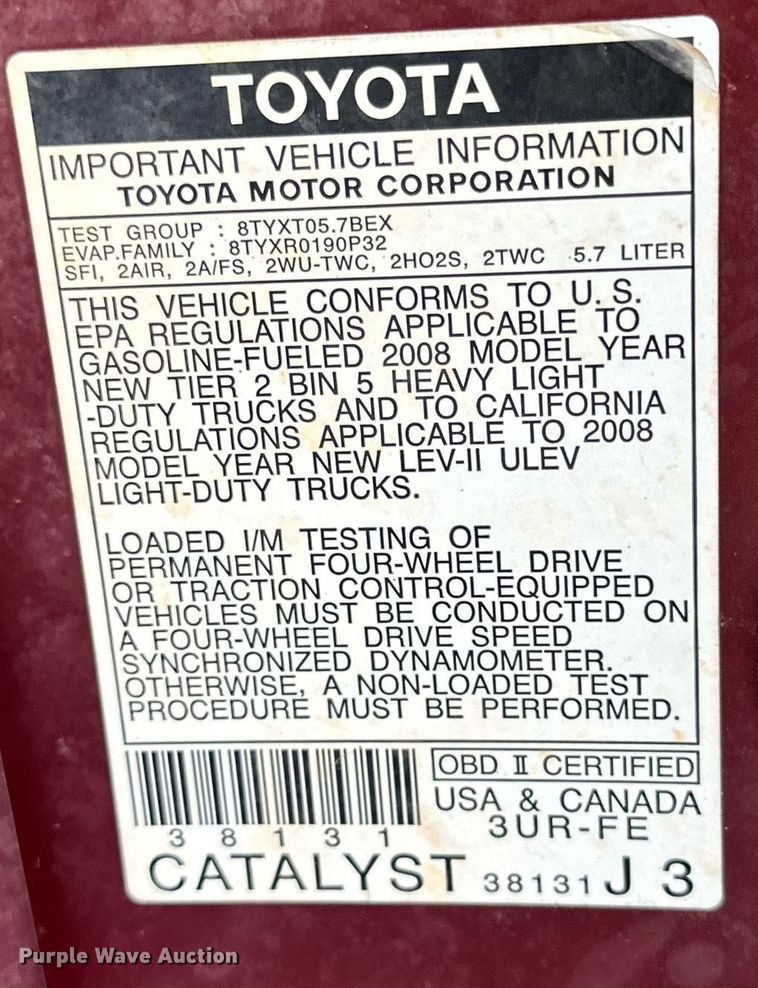 TOYOTA
IMPORTANT VEHICLE INFORMATION
TOYOTA MOTOR CORPORATION
TEST GROUP : 8TYXT05.7BEX
EVAP.FAMILY : 8TYXR0190P32
SFI, 2AIR, 2A/FS, 2WU-TWC, 2HO2S, 2TWC 5.7 LITER
THIS VEHICLE CONFORMS TO U.S.
EPA REGULATIONS APPLICABLE TO
GASOLINE-FUELED 2008 MODEL YEAR
NEW TIER 2 BIN 5 HEAVY LIGHT
-DUTY TRUCKS AND TO CALIFORNIA
REGULATIONS APPLICABLE TO 2008
MODEL YEAR NEW LEV-II ULEV
LIGHT-DUTY TRUCKS.
LOADED I/M TESTING OF
PERMANENT FOUR-WHEEL DRIVE
OR TRACTION CONTROL-EQUIPPED
VEHICLES MUST BE CONDUCTED ON
A FOUR-WHEEL DRIVE SPEED
SYNCHRONIZED DYNAMOMETER.
OTHERWISE, A NON-LOADED TEST
PROCEDURE MUST BE PERFORMED.
OBD II CERTIFIED
USA & CANADA
3UR-FE
38131
CATALYST 38131 J 3
Purple Wave Auction